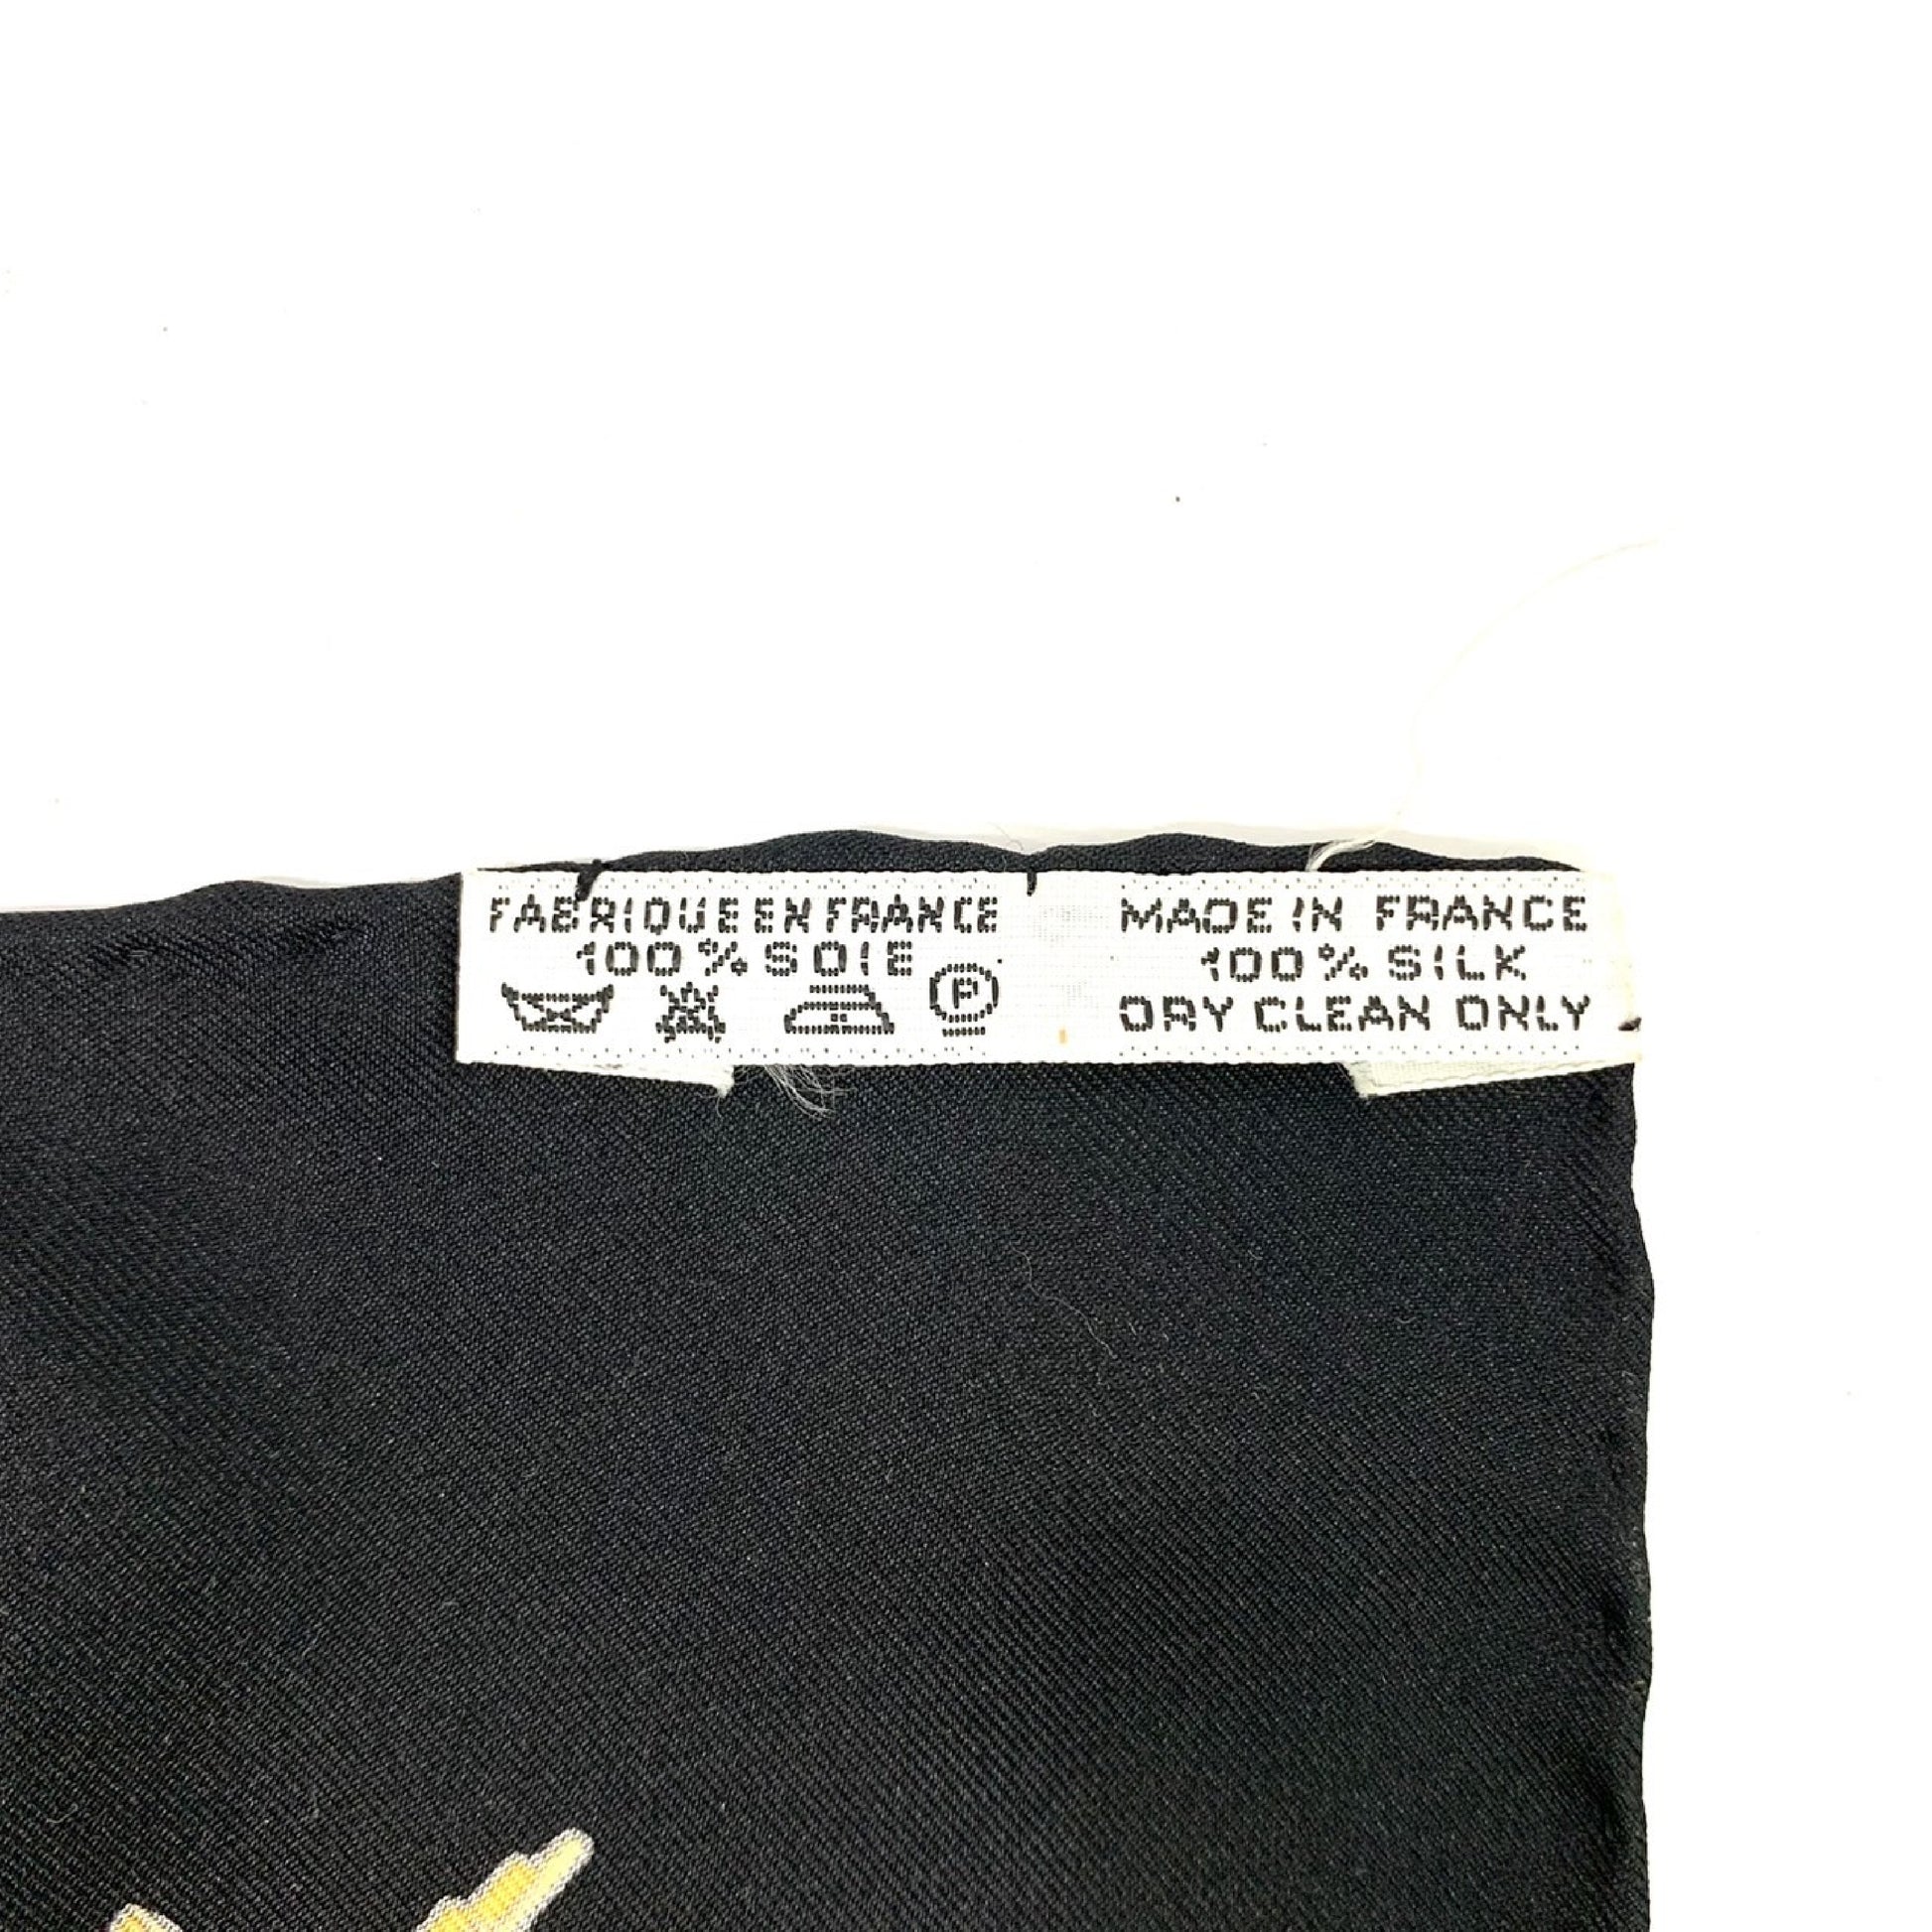 FABRIQUE EN FRANCE
100% SOIE
P
MADE IN FRANCE
100% SILK
DRY CLEAN ONLY